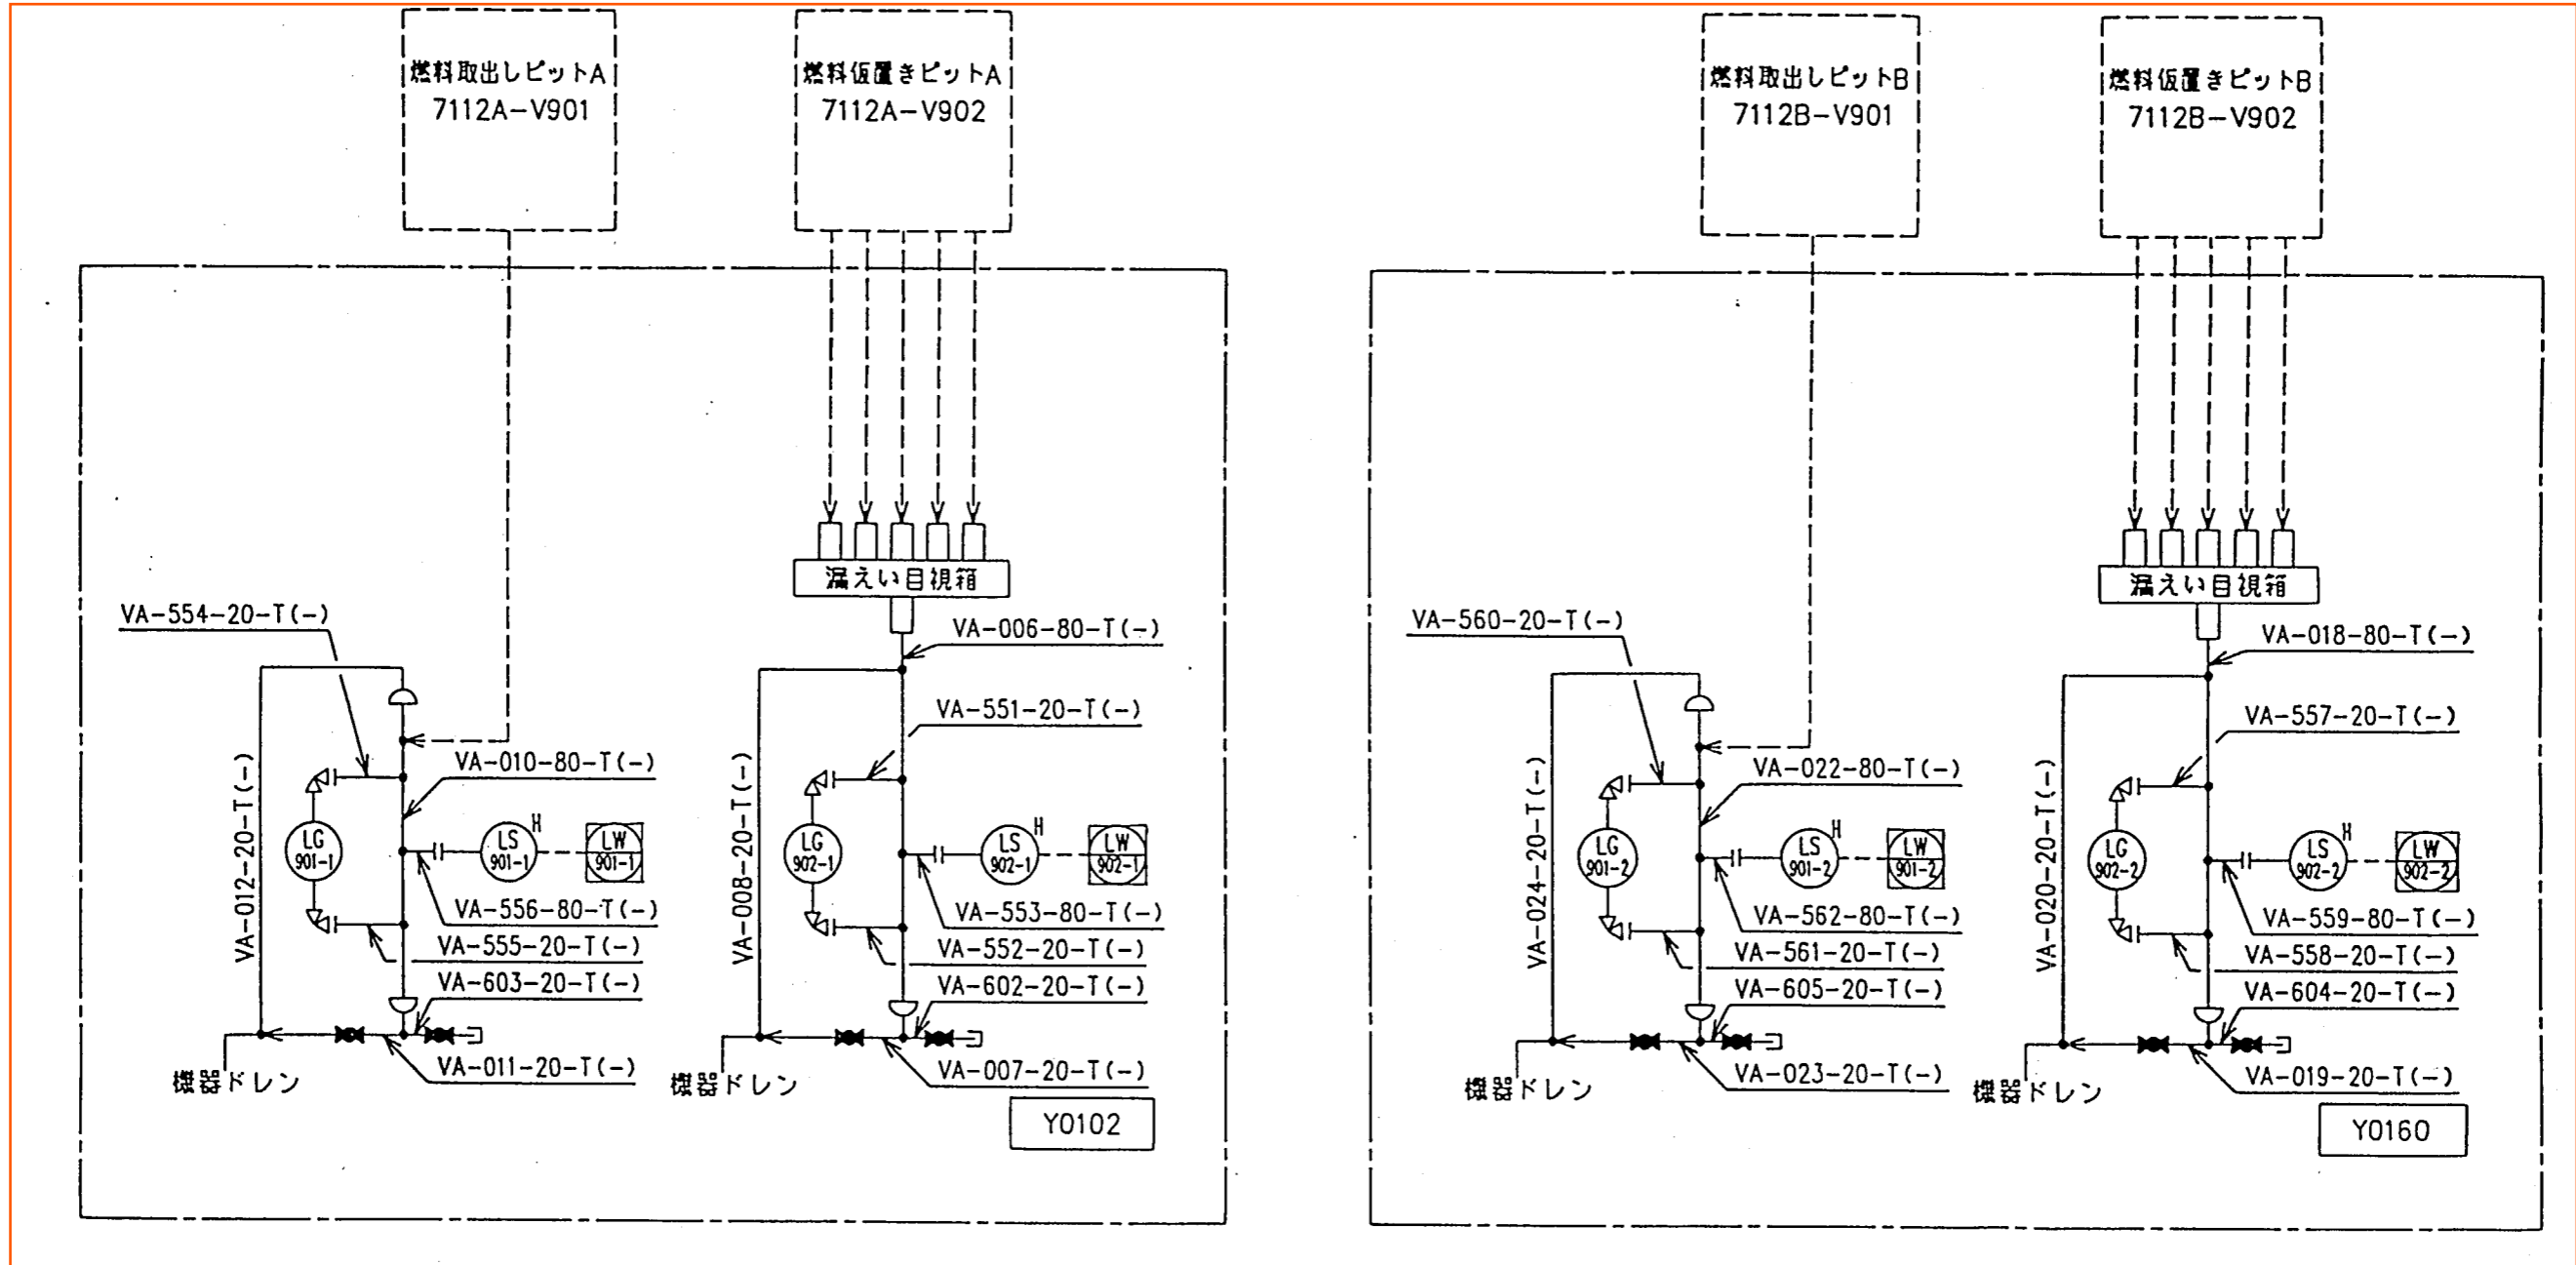 燃料取出しピットA
7112A-V901
燃料仮置きピットA
7112A-V902
燃料取出しピットB
7112B-V901
燃料仮置きピットB
7112B-V902
漏えい目視箱
VA-554-20-T(-)
VA-006-80-T(-)
VA-551-20-T(-)
VA-012-20-T(-)
VA-010-80-T(-)
VA-008-20-T(-)
LG
901-1
LS
901-1
H
LW
901-1
LG
902-1
LS
902-1
H
LW
902-1
VA-556-80-T(-)
VA-555-20-T(-)
VA-603-20-T(-)
VA-011-20-T(-)
機器ドレン
VA-553-80-T(-)
VA-552-20-T(-)
VA-602-20-T(-)
VA-007-20-T(-)
機器ドレン
Y0102
漏えい目視箱
VA-560-20-T(-)
VA-018-80-T(-)
VA-557-20-T(-)
VA-024-20-T(-)
VA-022-80-T(-)
VA-020-20-T(-)
LG
901-2
LS
901-2
H
LW
901-2
LG
902-2
LS
902-2
H
LW
902-2
VA-562-80-T(-)
VA-561-20-T(-)
VA-605-20-T(-)
VA-023-20-T(-)
機器ドレン
VA-559-80-T(-)
VA-558-20-T(-)
VA-604-20-T(-)
VA-019-20-T(-)
機器ドレン
Y0160